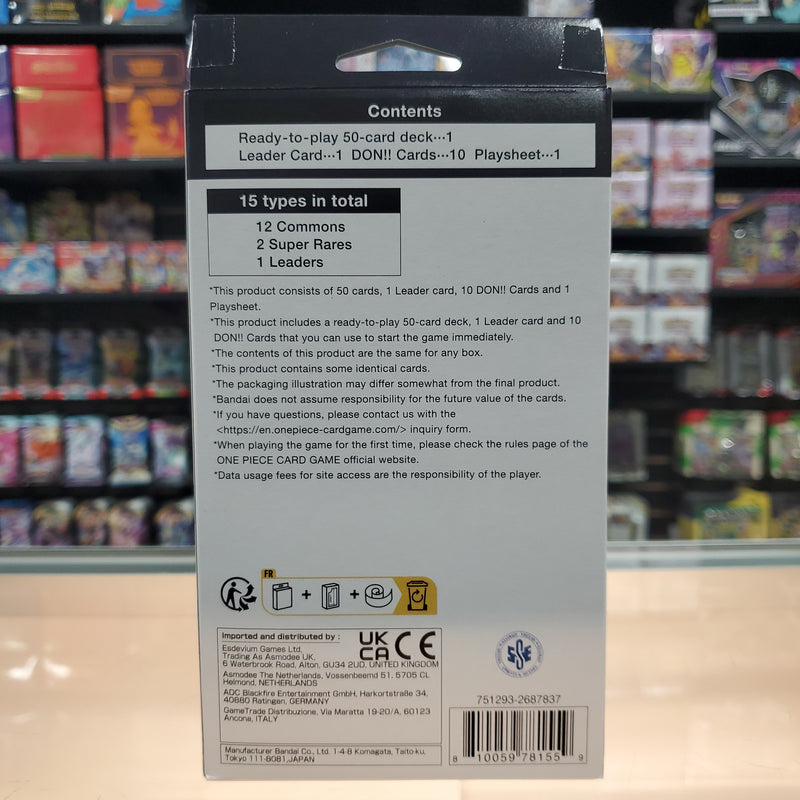 Contents
Ready-to-play 50-card deck···1
Leader Card···1 DON!! Cards···10 Playsheet···1
15 types in total
12 Commons
2 Super Rares
1 Leaders
*This product consists of 50 cards, 1 Leader card, 10 DON!! Cards and 1
Playsheet.
*This product includes a ready-to-play 50-card deck, 1 Leader card and 10
DON!! Cards that you can use to start the game immediately.
*The contents of this product are the same for any box.
*This product contains some identical cards.
*The packaging illustration may differ somewhat from the final product.
*Bandai does not assume responsibility for the future value of the cards.
*If you have questions, please contact us with the
<https://en.onepiece-cardgame.com/> inquiry form.
*When playing the game for the first time, please check the rules page of the
ONE PIECE CARD GAME official website.
*Data usage fees for site access are the responsibility of the player.
FR
Imported and distributed by :
Esdevium Games Ltd,
Trading As Asmodee UK,
6 Waterbrook Road, Alton, GU34 2UD, UNITED KINGDOM
UK
CA CE
Asmodee The Netherlands, Vossenbeemd 51, 5705 CL
Helmond, NETHERLANDS
ADC Blackfire Entertainment GmbH, Harkortstraße 34,
40880 Ratingen, GERMANY
GameTrade Distribuzione, Via Maratta 19-20/A, 60123
Ancona, ITALY
Manufacturer Bandai Co., Ltd. 1-4-8 Komagata, Taito-ku,
Tokyo 111-8081,JAPAN
751293-2687837
8 10059 78155 9